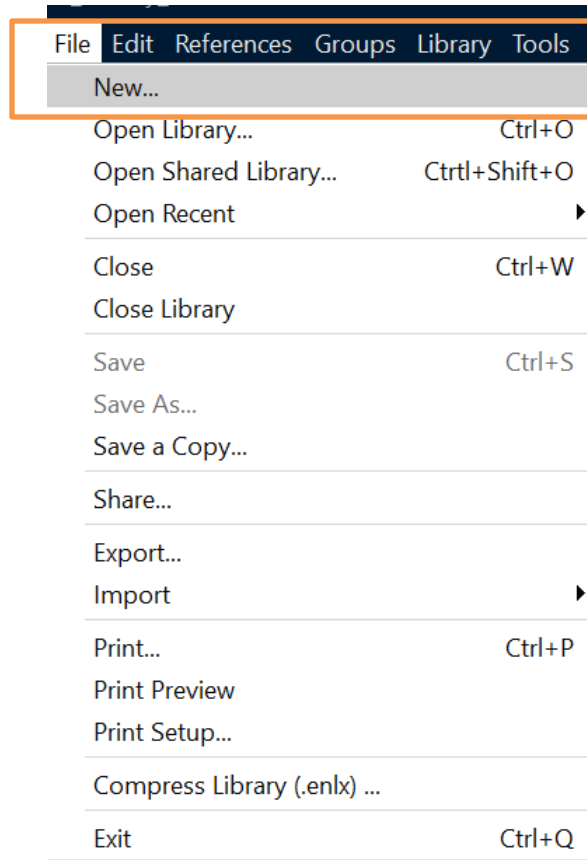 File Edit References Groups Library Tools
New...
Open Library... Ctrl+O
Open Shared Library... Ctrtl+Shift+O
Open Recent
Close Ctrl+W
Close Library
Save Ctrl+S
Save As...
Save a Copy...
Share...
Export...
Import
Print... Ctrl+P
Print Preview
Print Setup...
Compress Library (.enlx) ...
Exit Ctrl+Q